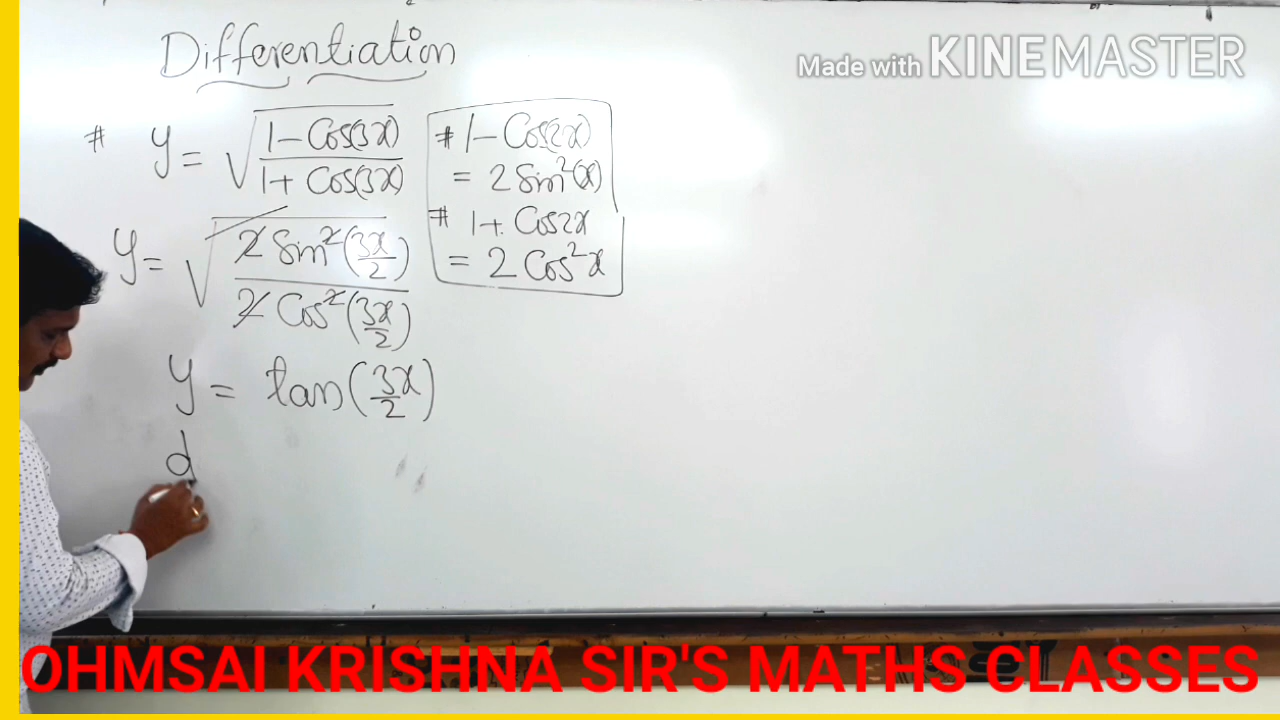 Differentiation
Made with KINEMASTER
# y = √(1 - Cos(3x) / 1 + Cos(3x))
# 1 - Cos(2x)
= 2 Sin²(x)
# 1 + Cos2x
= 2 Cos²x
y = √(2 Sin²(3x/2) / 2 Cos²(3x/2))
y = tan(3x/2)
d
OHMSAI KRISHNA SIR'S MATHS CLASSES